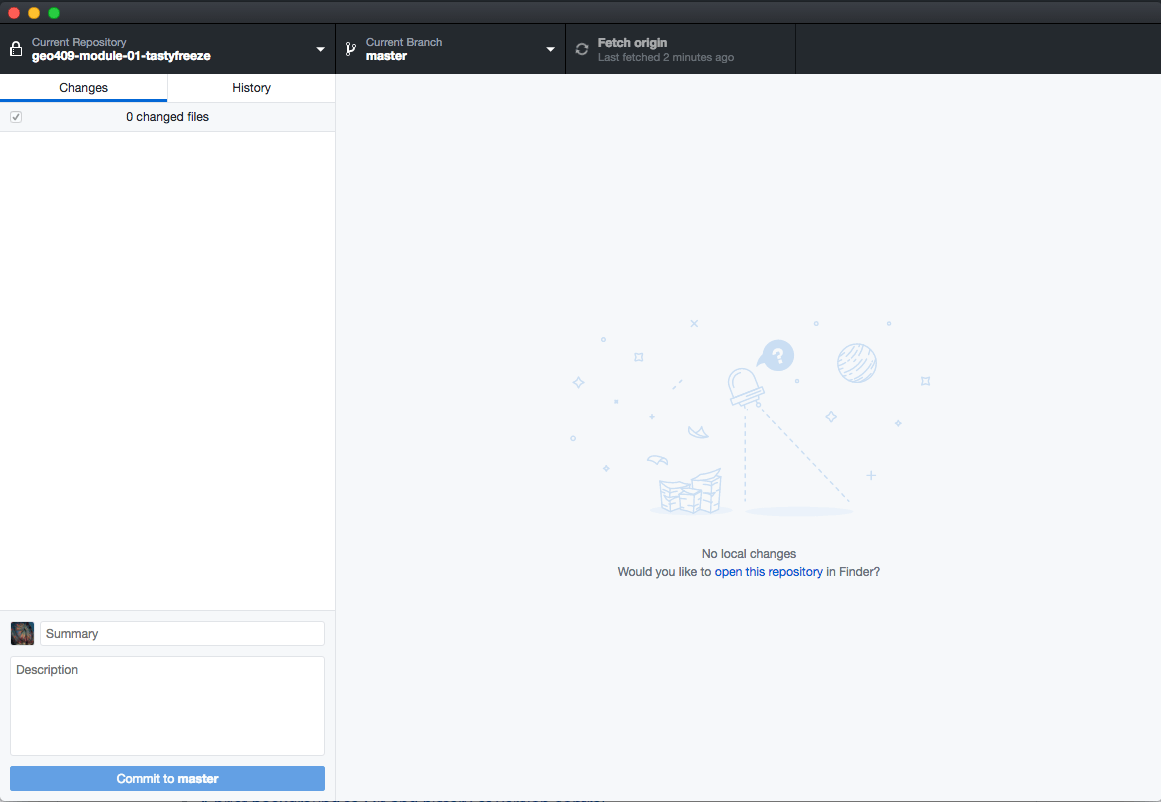 Current Repository
geo409-module-01-tastyfreeze
Current Branch
master
Fetch origin
Last fetched 2 minutes ago
Changes
History
0 changed files
?
No local changes
Would you like to open this repository in Finder?
Summary
Description
Commit to master